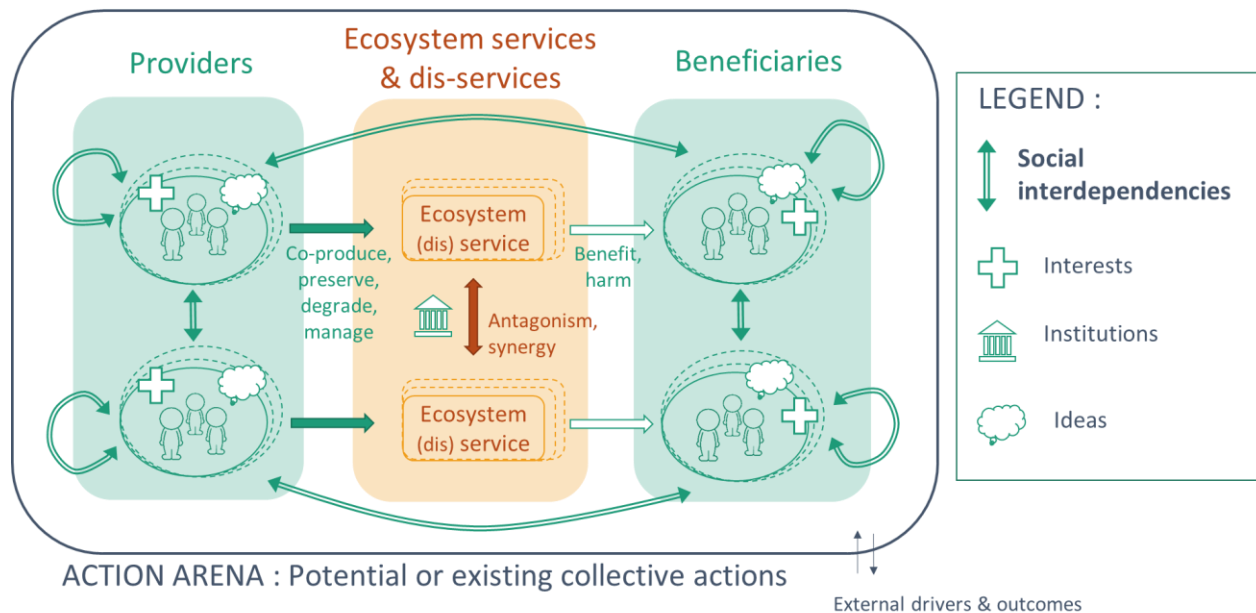 Providers
Ecosystem services
& dis-services
Beneficiaries
Ecosystem
(dis) service
Co-produce,
preserve,
degrade,
manage
Benefit,
harm
Antagonism,
synergy
Ecosystem
(dis) service
ACTION ARENA : Potential or existing collective actions
External drivers & outcomes
LEGEND :
Social
interdependencies
Interests
Institutions
Ideas